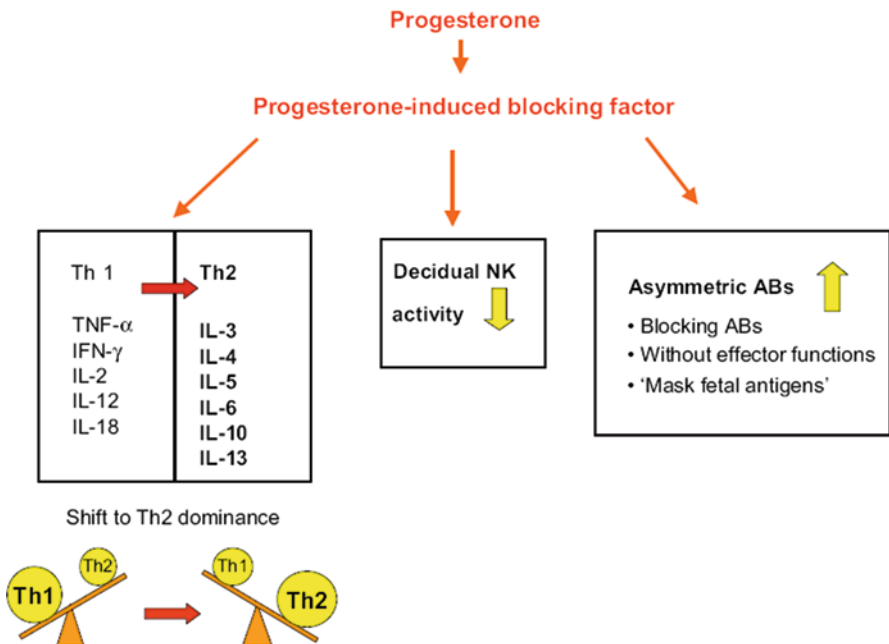 Progesterone
Progesterone-induced blocking factor
Th 1
TNF-α
IFN-γ
IL-2
IL-12
IL-18
Th2
IL-3
IL-4
IL-5
IL-6
IL-10
IL-13
Decidual NK
activity
Asymmetric ABs
• Blocking ABs
• Without effector functions
• ‘Mask fetal antigens’
Shift to Th2 dominance
Th1
Th2
Th1
Th2